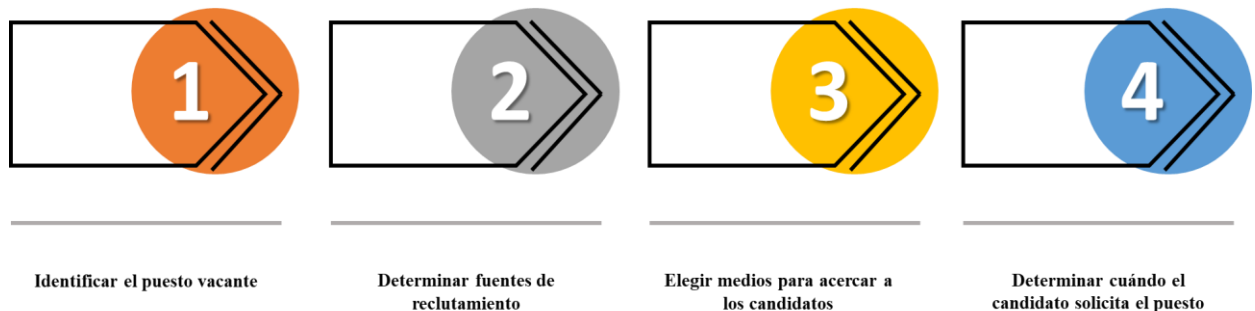 1
2
3
4
Identificar el puesto vacante
Determinar fuentes de
reclutamiento
Elegir medios para acercar a
los candidatos
Determinar cuándo el
candidato solicita el puesto